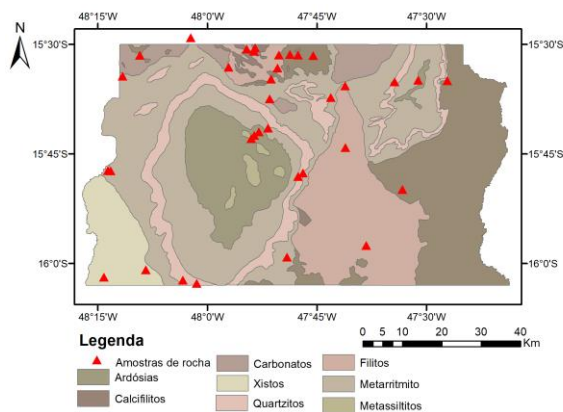 48°15'W 48°0'W 47°45'W 47°30'W
N
15°30'S 15°30'S
15°45'S 15°45'S
16°0'S 16°0'S
48°15'W 48°0'W 47°45'W 47°30'W
Legenda
0 5 10 20 30 40
Km
Amostras de rocha Carbonatos Filitos
Ardósias Xistos Metarritmito
Calcifilitos Quartzitos Metassiltitos